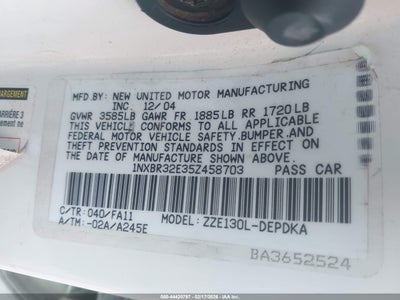 ARRIÈRE 3
MFD.BY: NEW UNITED MOTOR MANUFACTURING
INC. 12/04
GVWR 3585LB GAWR FR 1885LB RR 1720LB
THIS VEHICLE CONFORMS TO ALL APPLICABLE
FEDERAL MOTOR VEHICLE SAFETY,BUMPER,AND
THEFT PREVENTION STANDARDS IN EFFECT ON
THE DATE OF MANUFACTURE SHOWN ABOVE.
1NXBR32E35Z458703 PASS CAR
C/TR:040/FA11 MODEL:ZZE130L-DEPDKA
A/TM:-02A/A245E
BA3652524